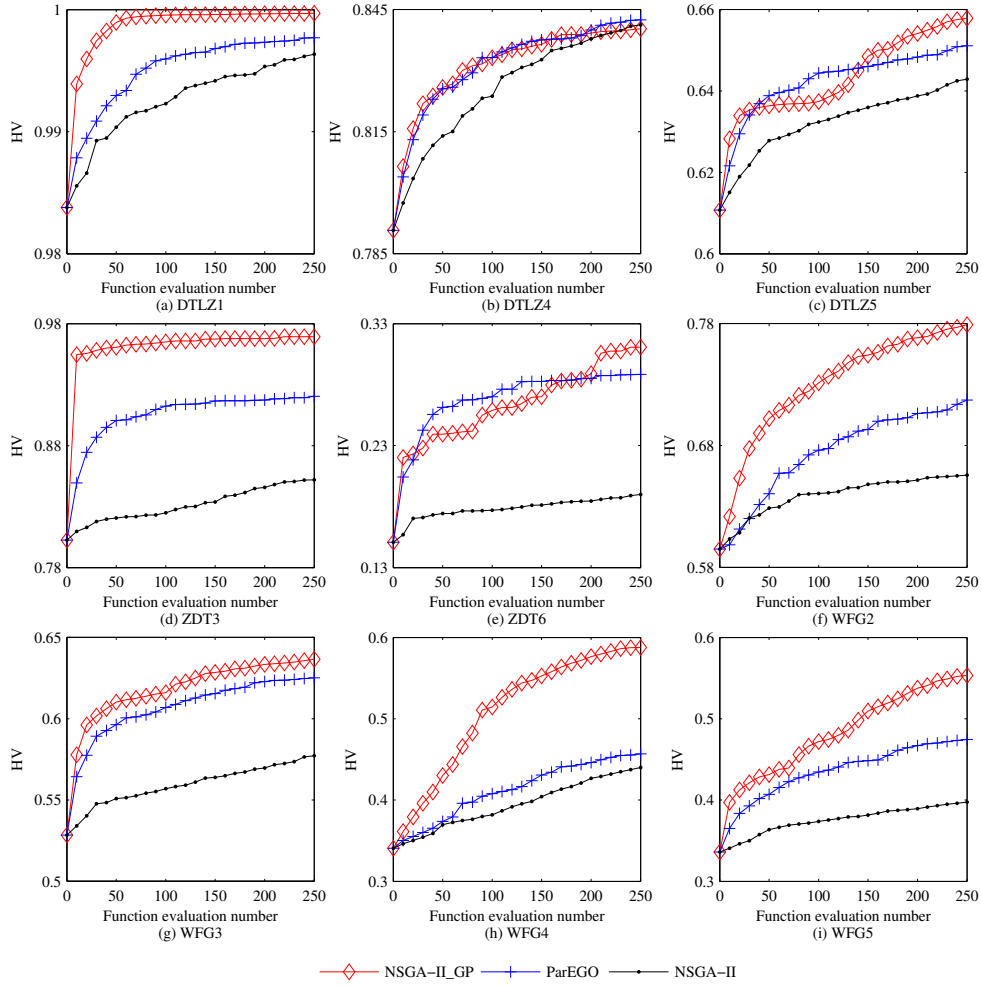 1
0.99
0.98
HV
0 50 100 150 200 250
Function evaluation number
(a) DTLZ1
0.845
0.815
0.785
HV
0 50 100 150 200 250
Function evaluation number
(b) DTLZ4
0.66
0.64
0.62
0.6
HV
0 50 100 150 200 250
Function evaluation number
(c) DTLZ5
0.98
0.88
0.78
HV
0 50 100 150 200 250
Function evaluation number
(d) ZDT3
0.33
0.23
0.13
HV
0 50 100 150 200 250
Function evaluation number
(e) ZDT6
0.78
0.68
0.58
HV
0 50 100 150 200 250
Function evaluation number
(f) WFG2
0.65
0.6
0.55
0.5
HV
0 50 100 150 200 250
Function evaluation number
(g) WFG3
0.6
0.5
0.4
0.3
HV
0 50 100 150 200 250
Function evaluation number
(h) WFG4
0.6
0.5
0.4
0.3
HV
0 50 100 150 200 250
Function evaluation number
(i) WFG5
NSGA−II_GP ParEGO NSGA−II